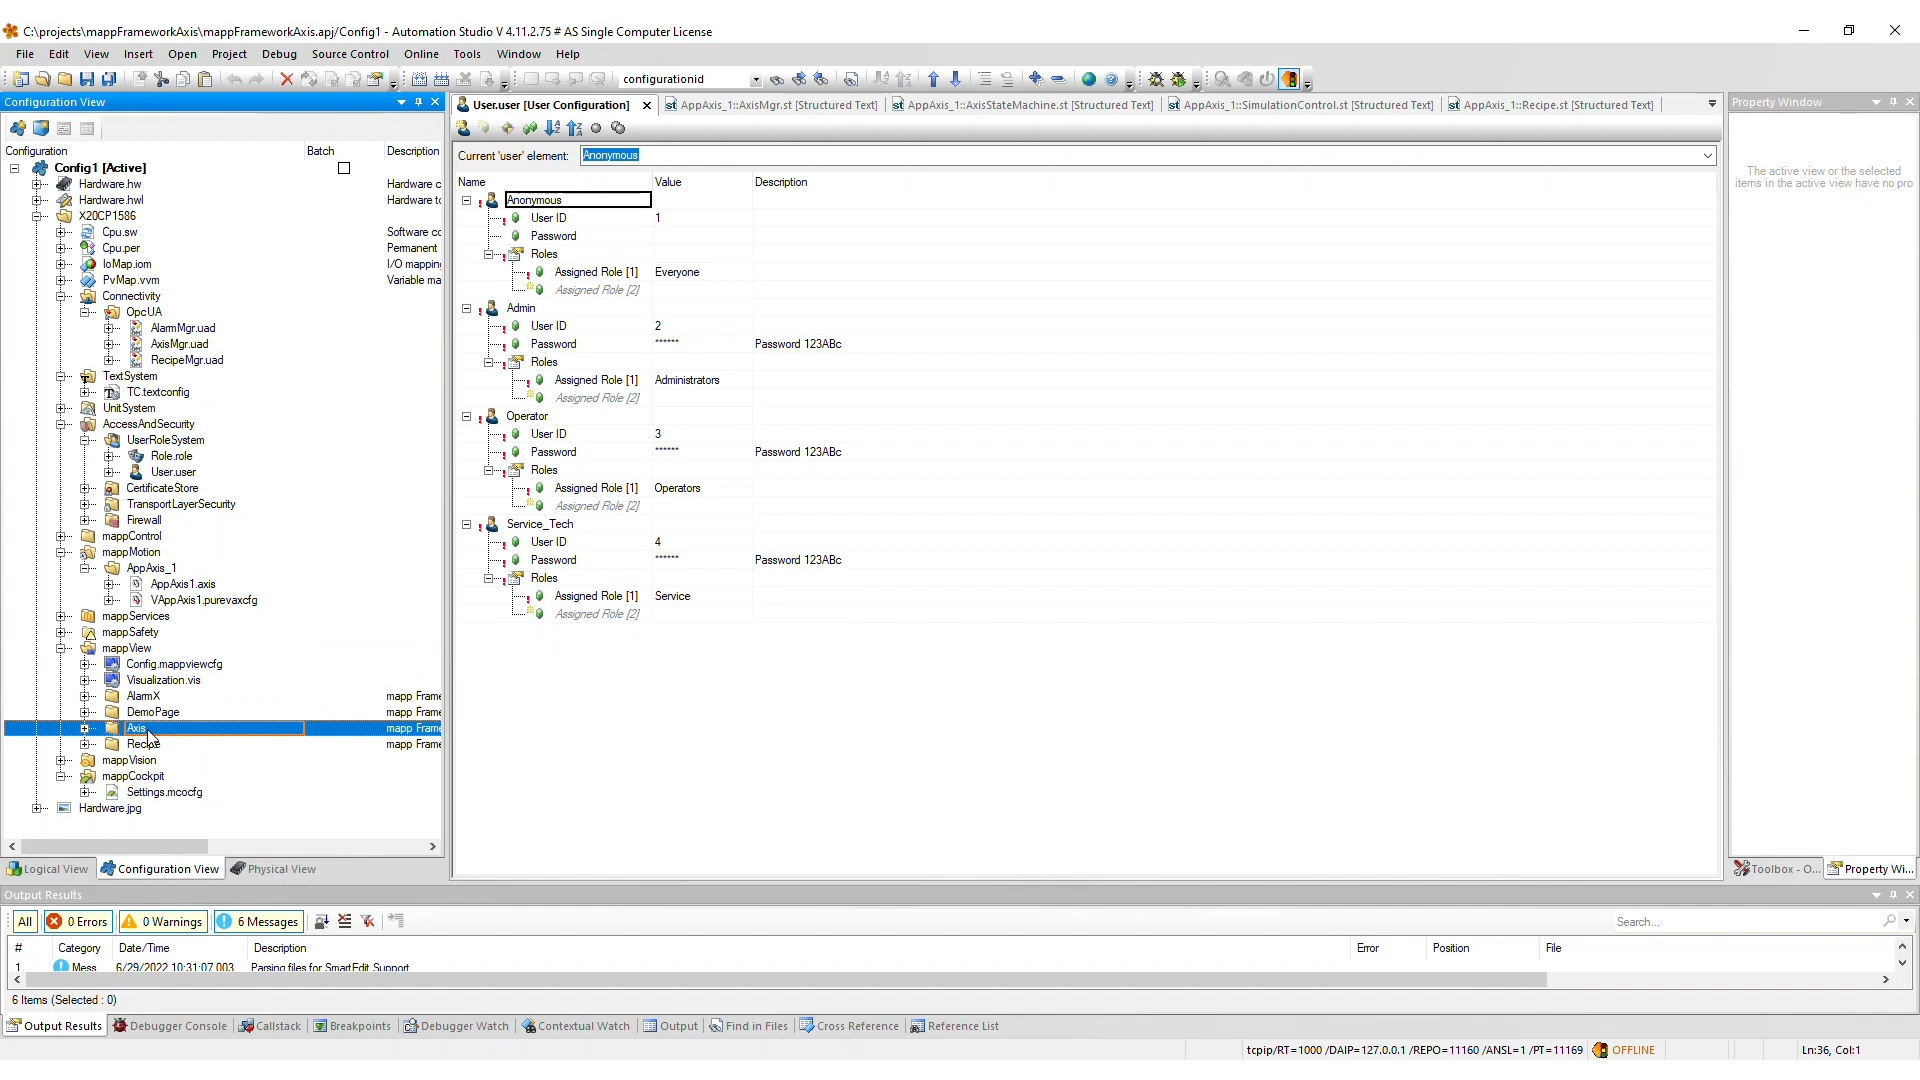 C:\projects\mappFrameworkAxis\mappFrameworkAxis.apj/Config1 - Automation Studio V 4.11.2.75 # AS Single Computer License
File Edit View Insert Open Project Debug Source Control Online Tools Window Help
configurationid
Configuration View
User.user [User Configuration] AppAxis_1::AxisMgr.st [Structured Text] AppAxis_1::AxisStateMachine.st [Structured Text] AppAxis_1::SimulationControl.st [Structured Text] AppAxis_1::Recipe.st [Structured Text]
Property Window
Configuration Batch Description
Config1 [Active]
Hardware.hw Hardware c
Hardware.hwl Hardware to
X20CP1586
Cpu.sw Software cc
Cpu.per Permanent
IoMap.iom I/O mappin
PvMap.vvm Variable ma
Connectivity
OpcUA
AlarmMgr.uad
AxisMgr.uad
RecipeMgr.uad
TextSystem
TC.textconfig
UnitSystem
AccessAndSecurity
UserRoleSystem
Role.role
User.user
CertificateStore
TransportLayerSecurity
Firewall
mappControl
mappMotion
AppAxis_1
AppAxis1.axis
VAppAxis1.purevaxcfg
mappServices
mappSafety
mappView
Config.mappviewcfg
Visualization.vis
AlarmX mapp Frame
DemoPage mapp Frame
Axis mapp Frame
Recipe mapp Frame
mappVision
mappCockpit
Settings.mcocfg
Hardware.jpg
Logical View Configuration View Physical View
Current 'user' element: Anonymous
Name Value Description
Anonymous
User ID 1
Password
Roles
Assigned Role [1] Everyone
Assigned Role [2]
Admin
User ID 2
Password ****** Password 123ABc
Roles
Assigned Role [1] Administrators
Assigned Role [2]
Operator
User ID 3
Password ****** Password 123ABc
Roles
Assigned Role [1] Operators
Assigned Role [2]
Service_Tech
User ID 4
Password ****** Password 123ABc
Roles
Assigned Role [1] Service
Assigned Role [2]
The active view or the selected
items in the active view have no pro
Toolbox - O... Property Wi...
Output Results
All 0 Errors 0 Warnings 6 Messages Search...
# Category Date/Time Description Error Position File
1 Mess 6/29/2022 10:31:07.003 Parsing files for SmartEdit Support
6 Items (Selected : 0)
Output Results Debugger Console Callstack Breakpoints Debugger Watch Contextual Watch Output Find in Files Cross Reference Reference List
tcpip/RT=1000 /DAIP=127.0.0.1 /REPO=11160 /ANSL=1 /PT=11169 OFFLINE Ln:36, Col:1